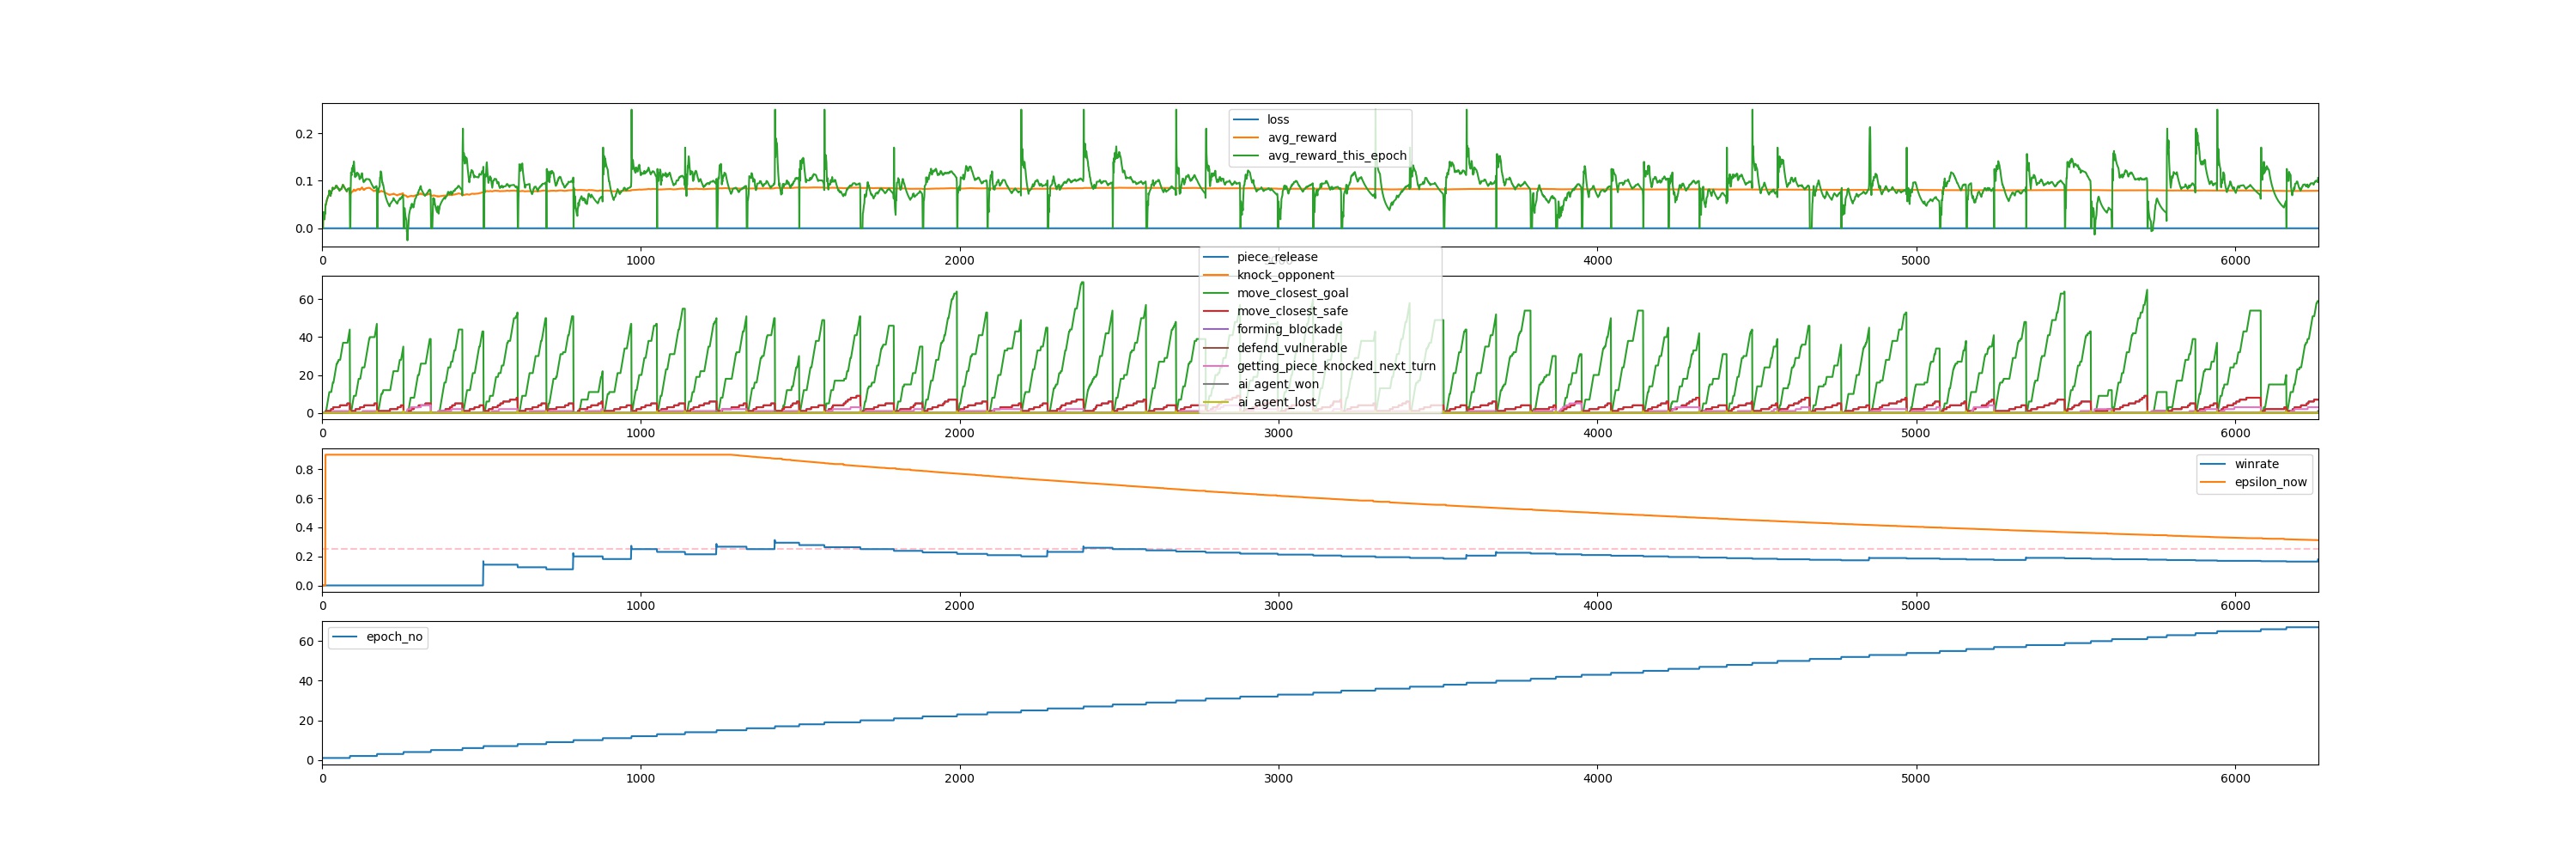 loss
avg_reward
avg_reward_this_epoch
0.2
0.1
0.0
0 1000 2000 4000 5000 6000
piece_release
knock_opponent
move_closest_goal
move_closest_safe
forming_blockade
defend_vulnerable
getting_piece_knocked_next_turn
ai_agent_won
ai_agent_lost
60
40
20
0
0 1000 2000 3000 4000 5000 6000
winrate
epsilon_now
0.8
0.6
0.4
0.2
0.0
0 1000 2000 3000 4000 5000 6000
epoch_no
60
40
20
0
0 1000 2000 3000 4000 5000 6000